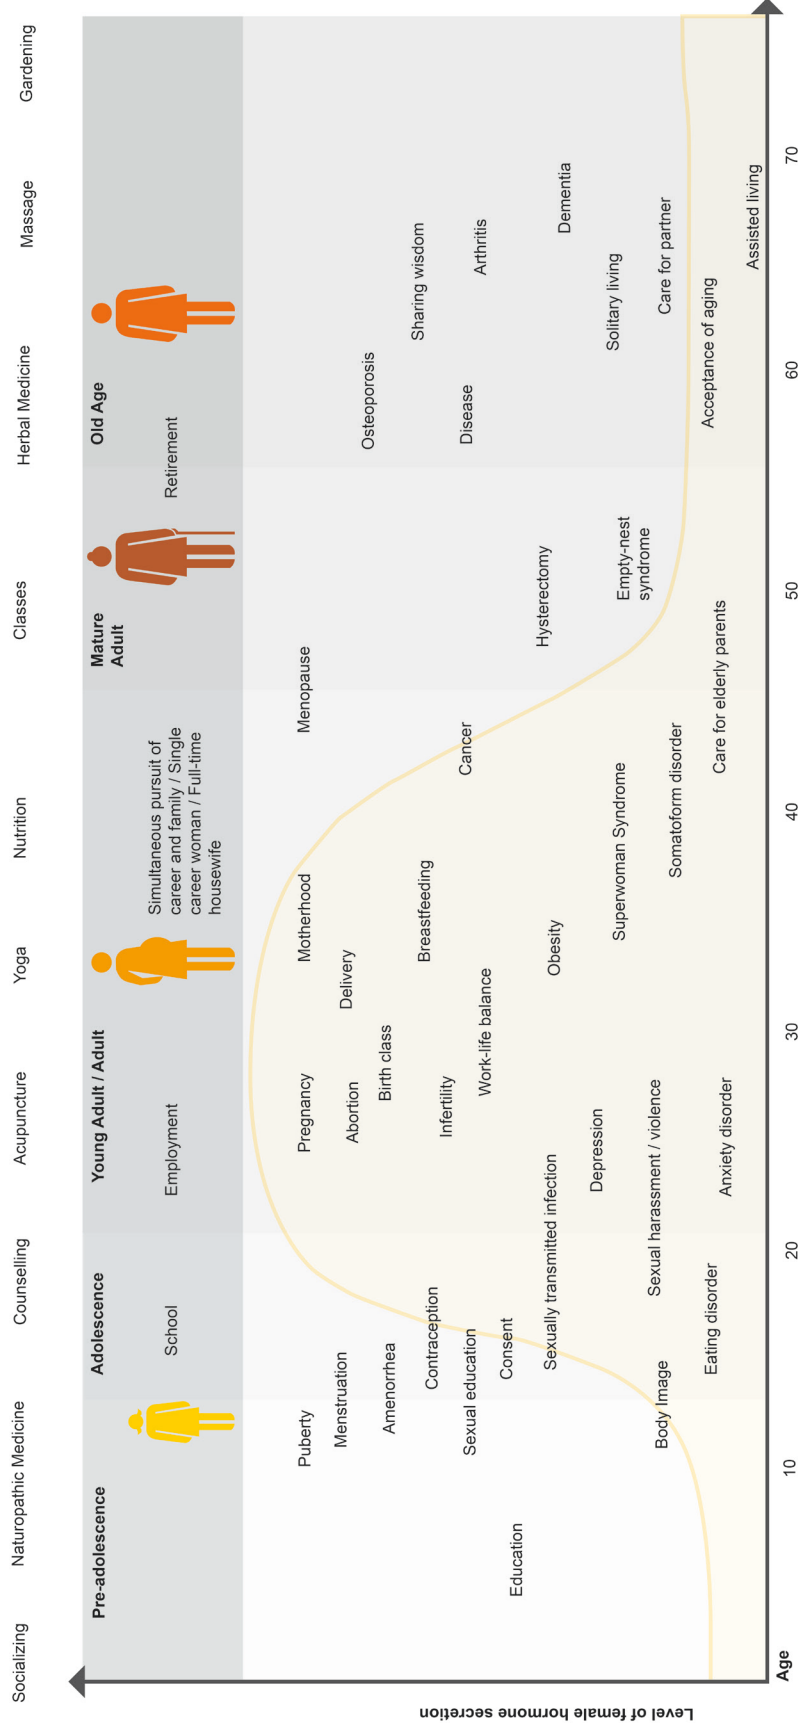 Socializing
Naturopathic Medicine
Counselling
Acupuncture
Yoga
Nutrition
Classes
Herbal Medicine
Massage
Gardening
Pre-adolescence
Adolescence
Young Adult / Adult
Mature
Adult
Old Age
School
Employment
Simultaneous pursuit of
career and family / Single
career woman / Full-time
housewife
Retirement
Puberty
Pregnancy
Motherhood
Menopause
Menstruation
Abortion
Delivery
Osteoporosis
Amenorrhea
Birth class
Contraception
Breastfeeding
Sharing wisdom
Infertility
Sexual education
Cancer
Disease
Arthritis
Work-life balance
Consent
Education
Sexually transmitted infection
Obesity
Hysterectomy
Dementia
Depression
Superwoman Syndrome
Empty-nest
syndrome
Solitary living
Body Image
Sexual harassment / violence
Somatoform disorder
Care for partner
Eating disorder
Anxiety disorder
Care for elderly parents
Acceptance of aging
Assisted living
Level of female hormone secretion
Age
10
20
30
40
50
60
70